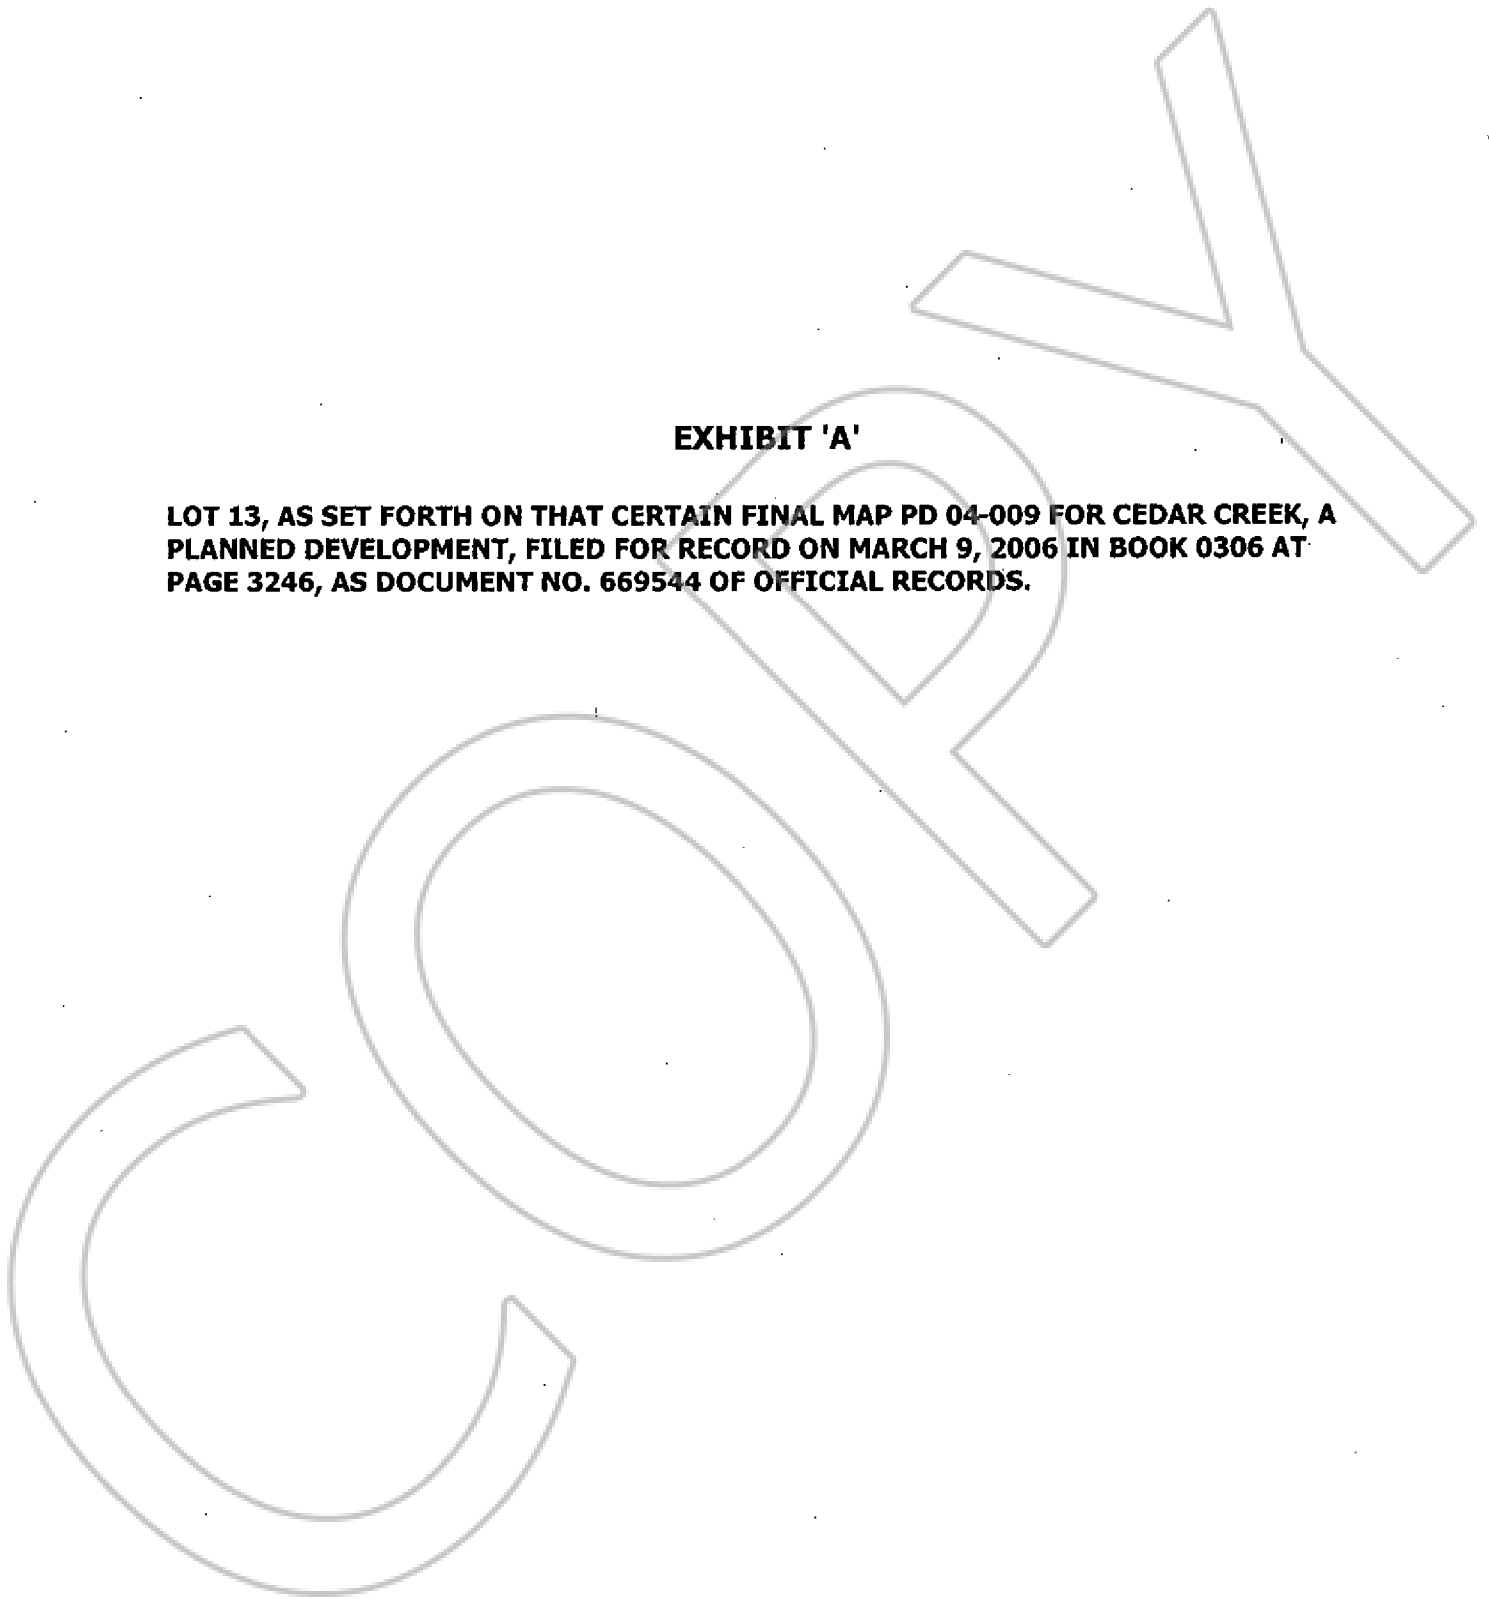 EXHIBIT 'A'
LOT 13, AS SET FORTH ON THAT CERTAIN FINAL MAP PD 04-009 FOR CEDAR CREEK, A
PLANNED DEVELOPMENT, FILED FOR RECORD ON MARCH 9, 2006 IN BOOK 0306 AT
PAGE 3246, AS DOCUMENT NO. 669544 OF OFFICIAL RECORDS.
COPY